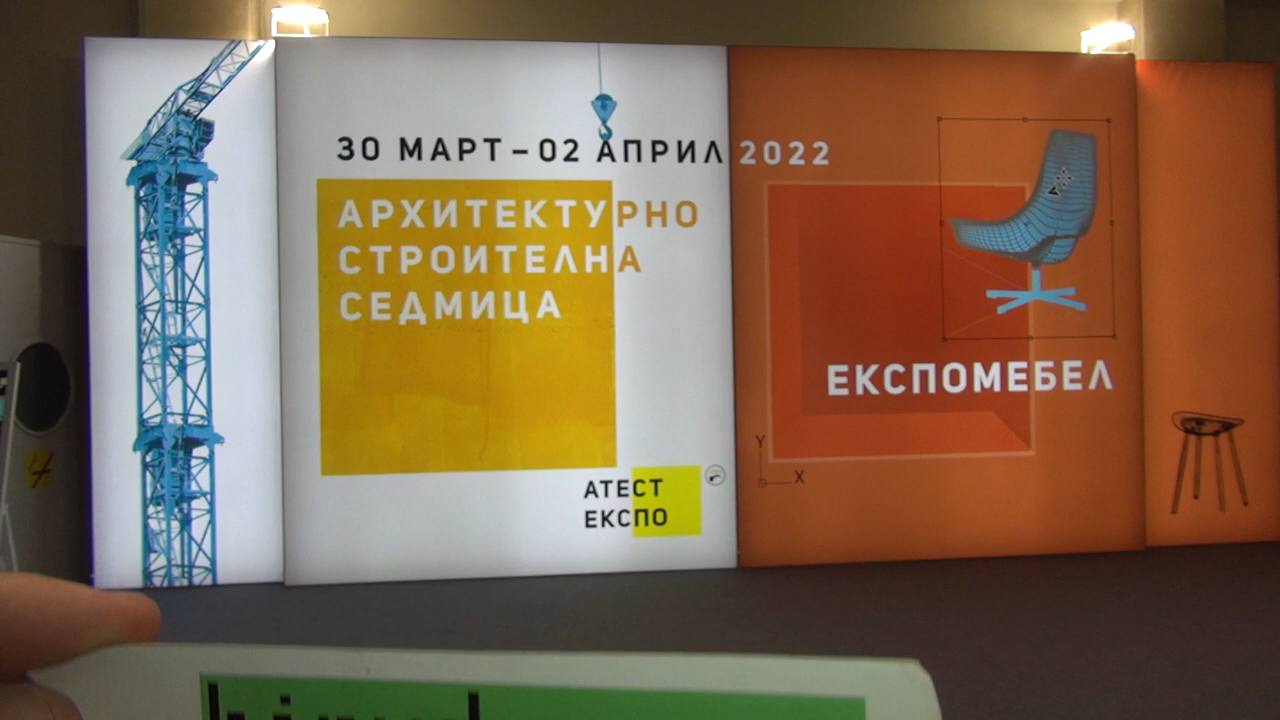 30 МАРТ – 02 АПРИЛ 2022
АРХИТЕКТУРНО
СТРОИТЕЛНА
СЕДМИЦА
ЕКСПОМЕБЕЛ
Y
X
АТЕСТ
ЕКСПО